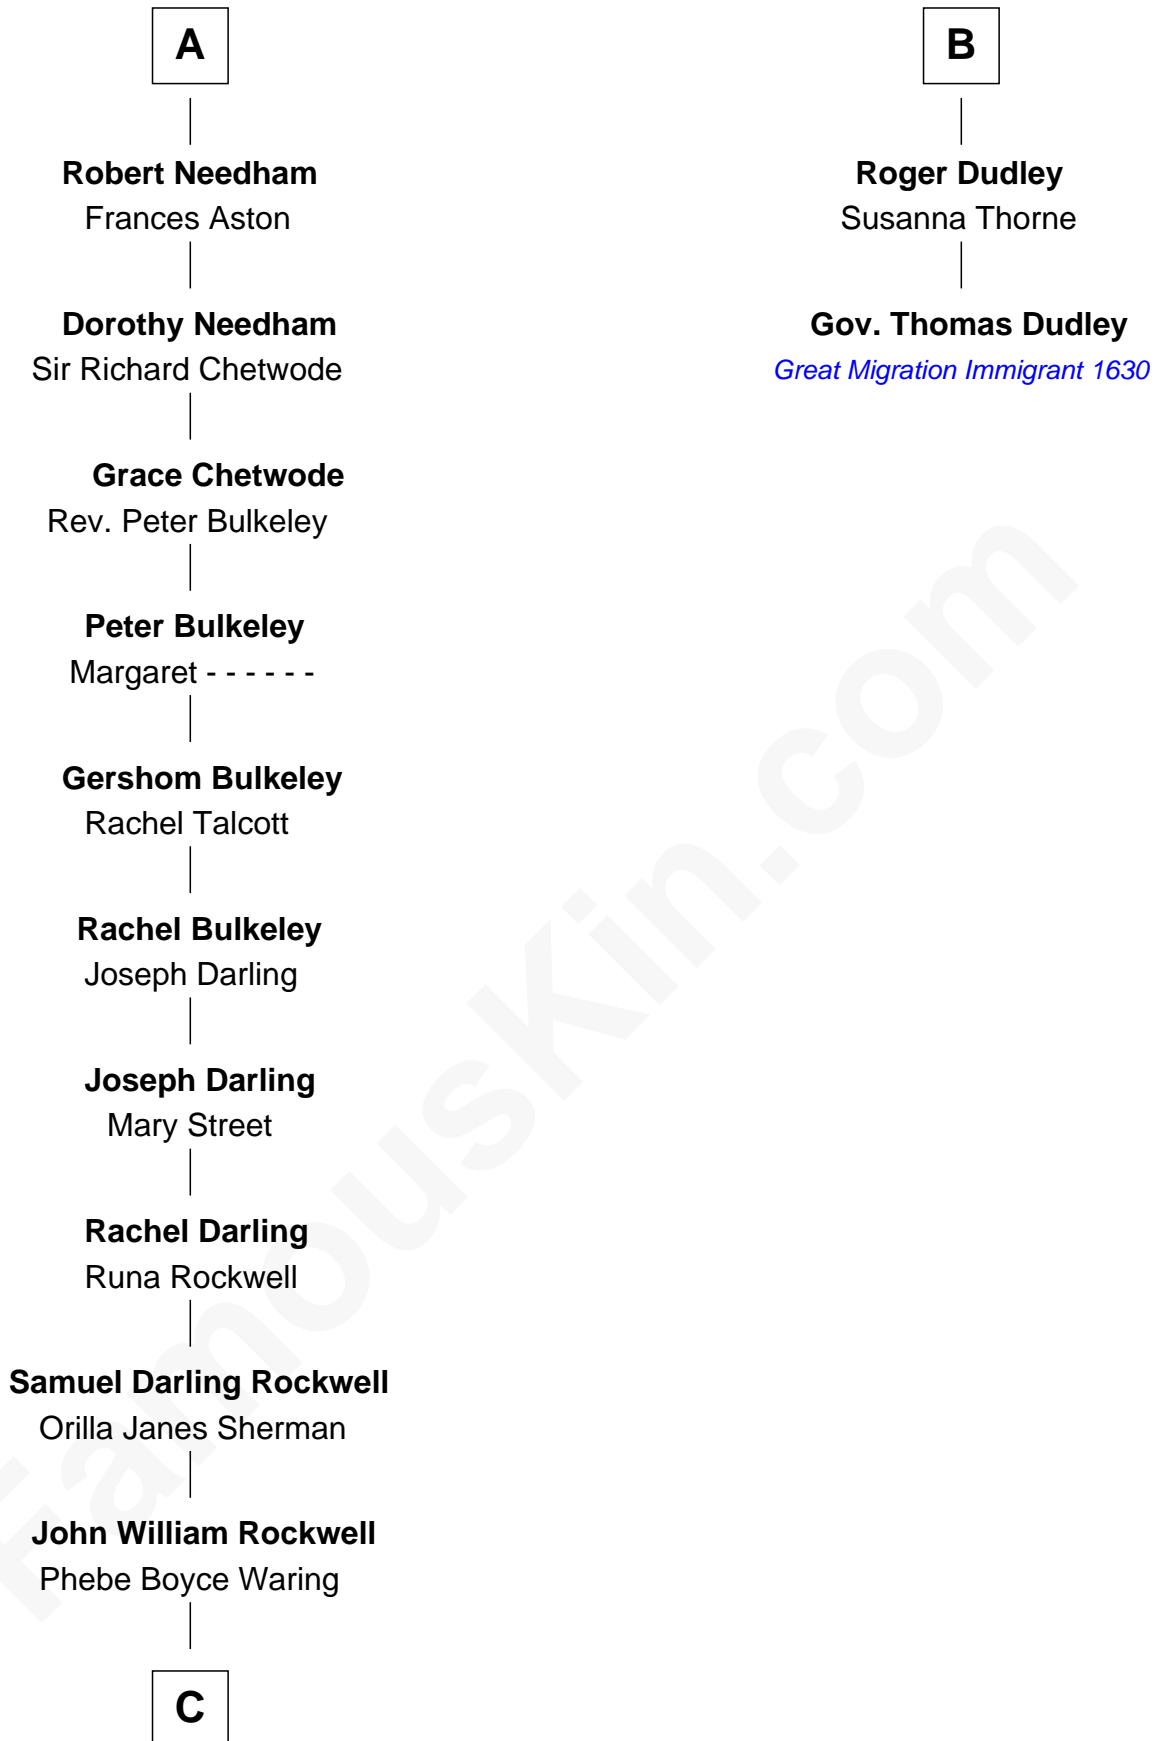 A
Robert Needham
Frances Aston
Dorothy Needham
Sir Richard Chetwode
Grace Chetwode
Rev. Peter Bulkeley
Peter Bulkeley
Margaret - - - - - -
Gershom Bulkeley
Rachel Talcott
Rachel Bulkeley
Joseph Darling
Joseph Darling
Mary Street
Rachel Darling
Runa Rockwell
Samuel Darling Rockwell
Orilla Janes Sherman
John William Rockwell
Phebe Boyce Waring
C
B
Roger Dudley
Susanna Thorne
Gov. Thomas Dudley
Great Migration Immigrant 1630
FamousKin.com